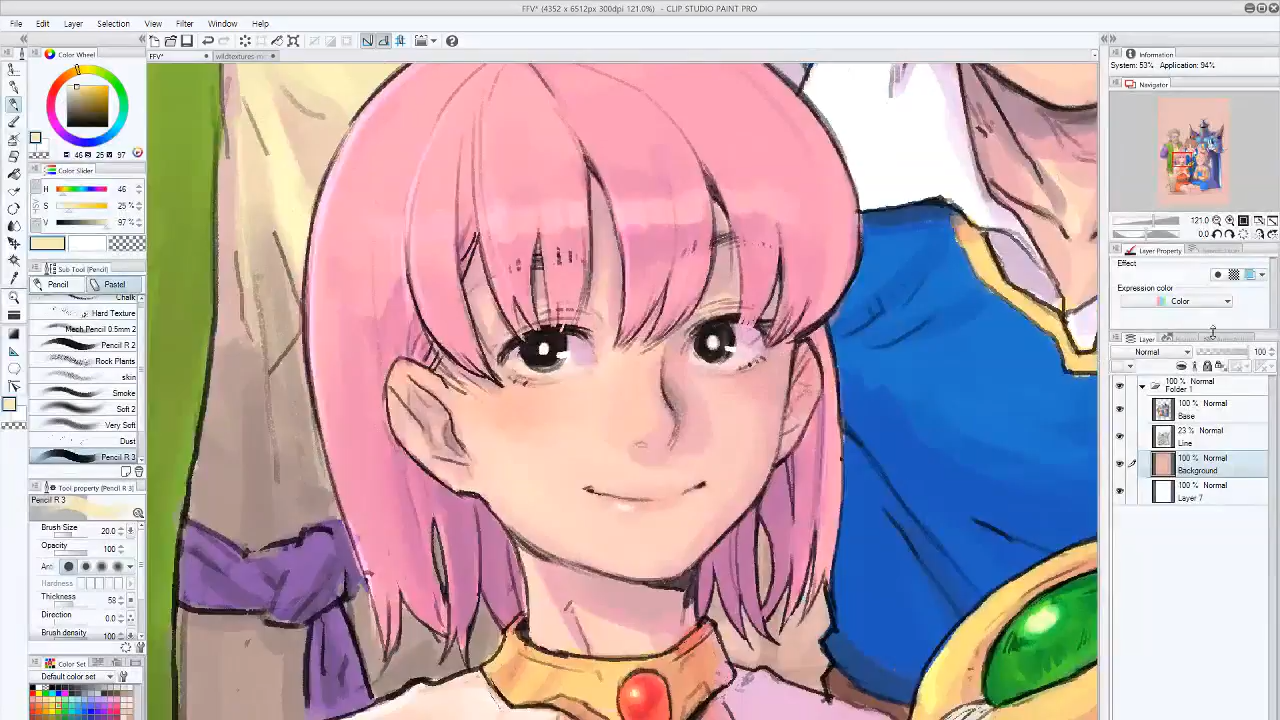 FFV* (4352 x 6512px 300dpi 121.0%) - CLIP STUDIO PAINT PRO
File Edit Layer Selection View Filter Window Help
FFV*
Color Wheel
46 25 97
Color Slider
H 46
S 25 %
V 97 %
Sub Tool [Pencil]
Pencil Pastel
Chalk
Hard Texture
Mech Pencil 0.5mm 2
Pencil R 2
Rock Plants
skin
Smoke
Soft 2
Very Soft
Dust
Pencil R 3
Tool property [Pencil R 3]
Pencil R 3
Brush Size 20.0
Opacity 100
Hardness
Thickness 58
Direction 0.0
Brush density 100
Color Set
Default color set
Information
System: 53% Application: 94%
Navigator
121.0
0.0
Layer Property
Effect
Expression color
Color
Layer
Normal 100
100 % Normal
Folder 1
100 % Normal
Base
23 % Normal
Line
100 % Normal
Background
100 % Normal
Layer 7